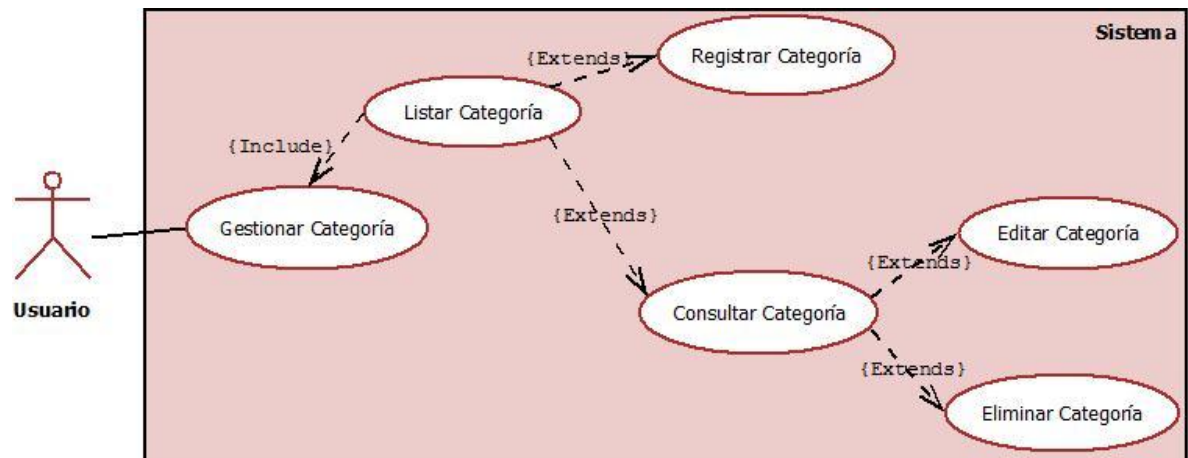 Sistema
{Extends}
Registrar Categoría
Listar Categoría
{Include}
Gestionar Categoría
{Extends}
Editar Categoría
{Extends}
Usuario
Consultar Categoría
{Extends}
Eliminar Categoría